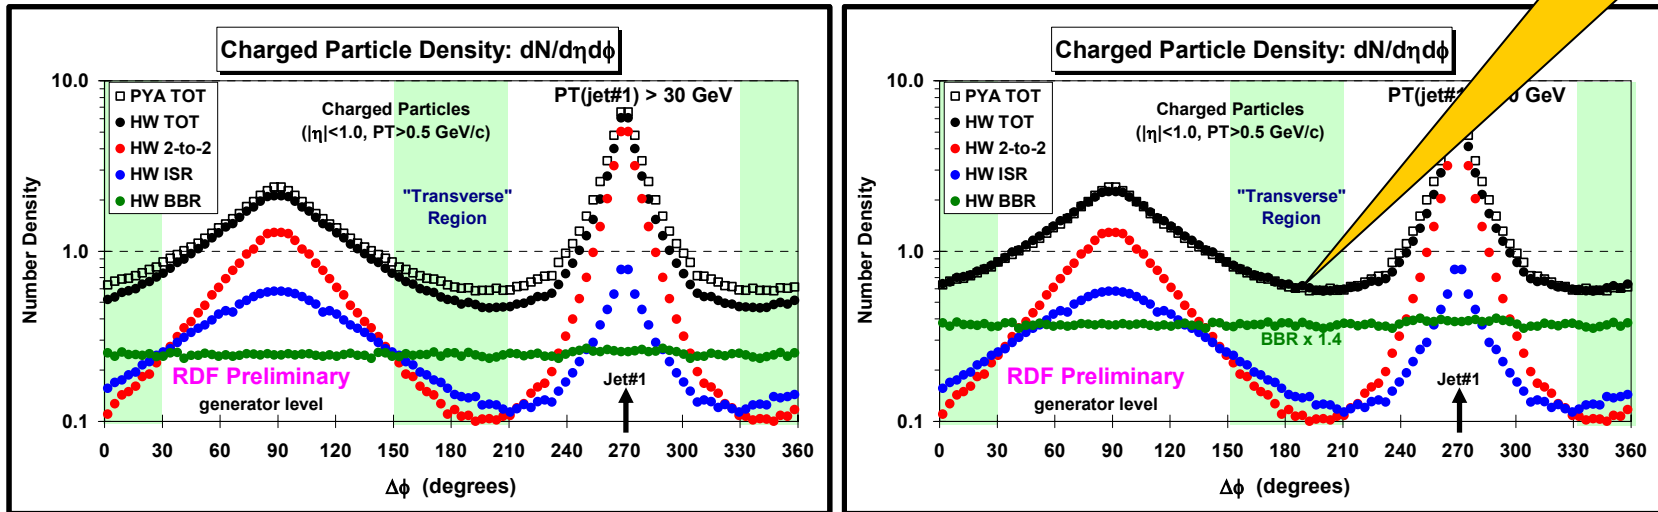 Charged Particle Density: dN/dηdϕ
10.0
1.0
0.1
Number Density
PYA TOT
HW TOT
HW 2-to-2
HW ISR
HW BBR
Charged Particles
(|η|<1.0, PT>0.5 GeV/c)
PT(jet#1) > 30 GeV
"Transverse"
Region
RDF Preliminary
generator level
Jet#1
0 30 60 90 120 150 180 210 240 270 300 330 360
Δϕ (degrees)
Charged Particle Density: dN/dηdϕ
10.0
1.0
0.1
Number Density
PYA TOT
HW TOT
HW 2-to-2
HW ISR
HW BBR
Charged Particles
(|η|<1.0, PT>0.5 GeV/c)
PT(jet#1 0 GeV
"Transverse"
Region
BBR x 1.4
RDF Preliminary
generator level
Jet#1
0 30 60 90 120 150 180 210 240 270 300 330 360
Δϕ (degrees)